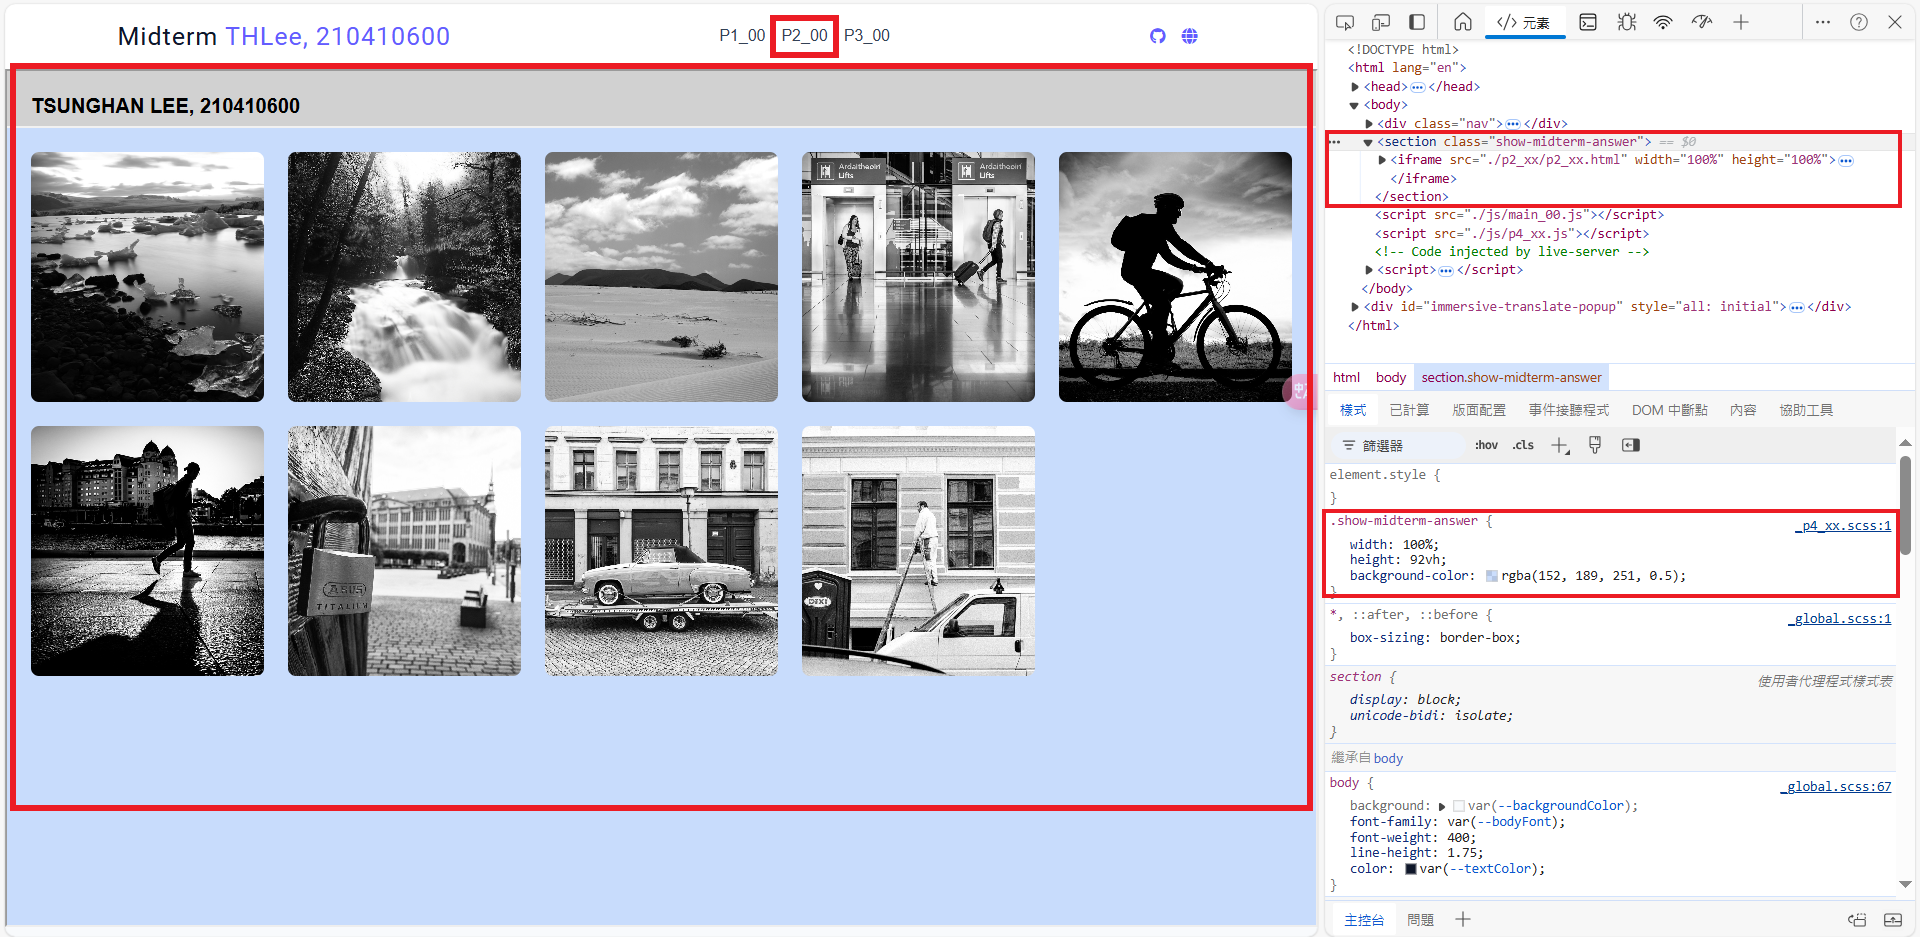 Midterm THLee, 210410600
P1_00 P2_00 P3_00
TSUNGHAN LEE, 210410600
Ardaitheoirí
Lifts
Ardaitheoirí
Lifts
ABUS
TITALIUM
DIXI
元素
<!DOCTYPE html>
<html lang="en">
<head> </head>
<body>
<div class="nav"> </div>
<section class="show-midterm-answer"> == $0
<iframe src="./p2_xx/p2_xx.html" width="100%" height="100%">
</iframe>
</section>
<script src="./js/main_00.js"></script>
<script src="./js/p4_xx.js"></script>
<!-- Code injected by live-server -->
<script> </script>
</body>
<div id="immersive-translate-popup" style="all: initial"> </div>
</html>
html body section.show-midterm-answer
樣式 已計算 版面配置 事件接聽程式 DOM 中斷點 內容 協助工具
篩選器 :hov .cls
element.style {
}
.show-midterm-answer { _p4_xx.scss:1
width: 100%;
height: 92vh;
background-color: rgba(152, 189, 251, 0.5);
}
*, ::after, ::before { _global.scss:1
box-sizing: border-box;
}
section { 使用者代理程式樣式表
display: block;
unicode-bidi: isolate;
}
繼承自 body
body { _global.scss:67
background: var(--backgroundColor);
font-family: var(--bodyFont);
font-weight: 400;
line-height: 1.75;
color: var(--textColor);
}
主控台 問題